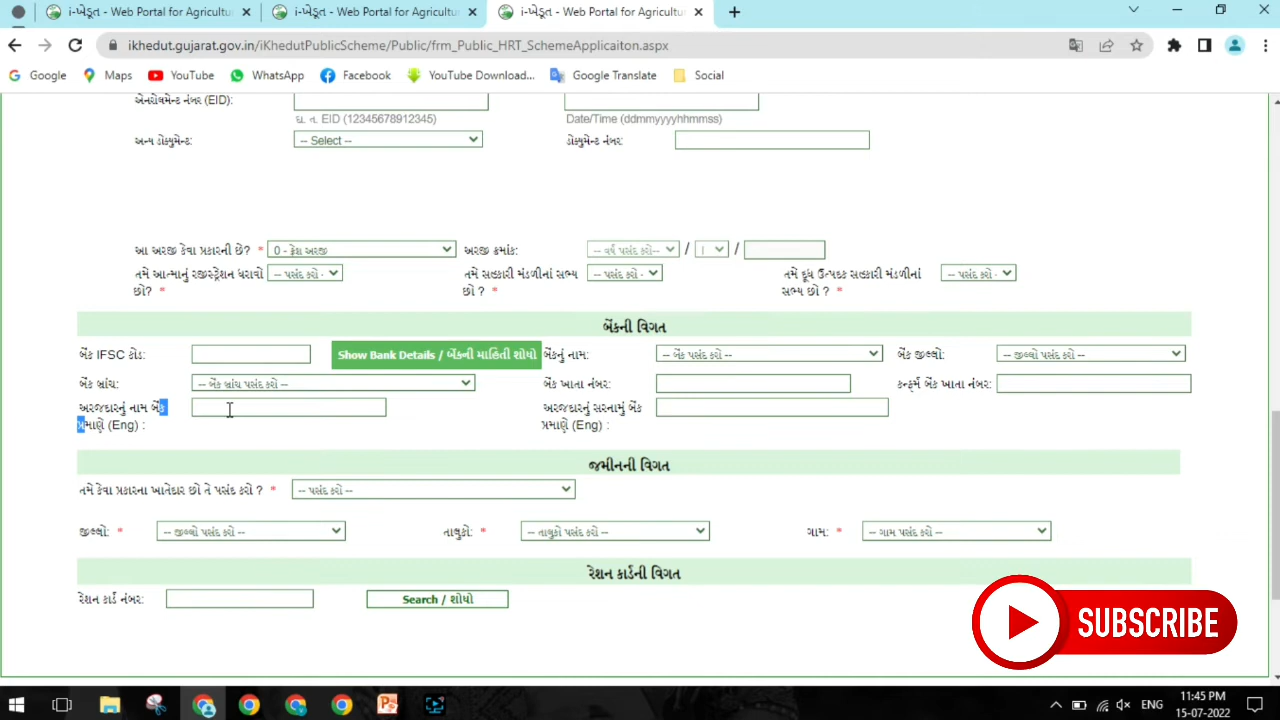 i-ખેડૂત - Web Portal for Agricultur i-ખેડૂત - Web Portal for Agricultur i-ખેડૂત - Web Portal for Agricultur
ikhedut.gujarat.gov.in/iKhedutPublicScheme/Public/frm_Public_HRT_SchemeApplicaiton.aspx
Google Maps YouTube WhatsApp Facebook YouTube Download... Google Translate Social
એનરોલમેન્ટ નંબર (EID):
દા. ત. EID (12345678912345) Date/Time (ddmmyyyyhhmmss)
અન્ય ડોક્યુમેન્ટ: -- Select -- ડોક્યુમેન્ટ નંબર:
આ અરજી કેવા પ્રકારની છે? * 0 - ફ્રેશ અરજી અરજી ક્રમાંક: -- વર્ષ પસંદ કરો-- / | /
તમે આત્માનું રજીસ્ટ્રેશન ધરાવો -- પસંદ કરો - તમે સહકારી મંડળીનાં સભ્ય -- પસંદ કરો - તમે દૂધ ઉત્પાદક સહકારી મંડળીનાં -- પસંદ કરો -
છો? * છો ? * સભ્ય છો ? *
બેંકની વિગત
બેંક IFSC કોડ: Show Bank Details / બેંકની માહિતી શોધો બેંકનું નામ: -- બેંક પસંદ કરો -- બેંક જીલ્લો: -- જીલ્લો પસંદ કરો --
બેંક બ્રાંચ: -- બેંક બ્રાંચ પસંદ કરો -- બેંક ખાતા નંબર: કન્ફર્મ બેંક ખાતા નંબર:
અરજદારનું નામ બેંક અરજદારનું સરનામું બેંક
પ્રમાણે (Eng) : પ્રમાણે (Eng) :
જમીનની વિગત
તમે કેવા પ્રકારના ખાતેદાર છો તે પસંદ કરો ? * -- પસંદ કરો --
જીલ્લો: * -- જીલ્લો પસંદ કરો -- તાલુકો: * -- તાલુકો પસંદ કરો -- ગામ: * -- ગામ પસંદ કરો --
રેશન કાર્ડની વિગત
રેશન કાર્ડ નંબર: Search / શોધો
SUBSCRIBE
ENG 11:45 PM
15-07-2022